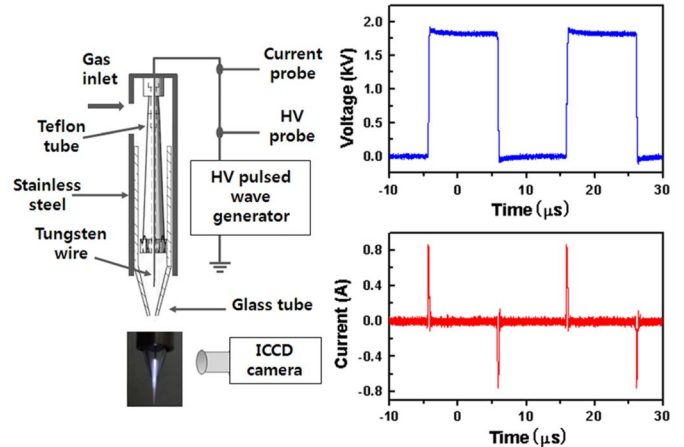 Gas
inlet
Teflon
tube
Stainless
steel
Tungsten
wire
Current
probe
HV
probe
HV pulsed
wave
generator
Glass tube
ICCD
camera
Voltage (kV)
2.0
1.5
1.0
0.5
0.0
-10 0 10 20 30
Time (μs)
Current (A)
0.8
0.4
0.0
-0.4
-0.8
-10 0 10 20 30
Time (μs)